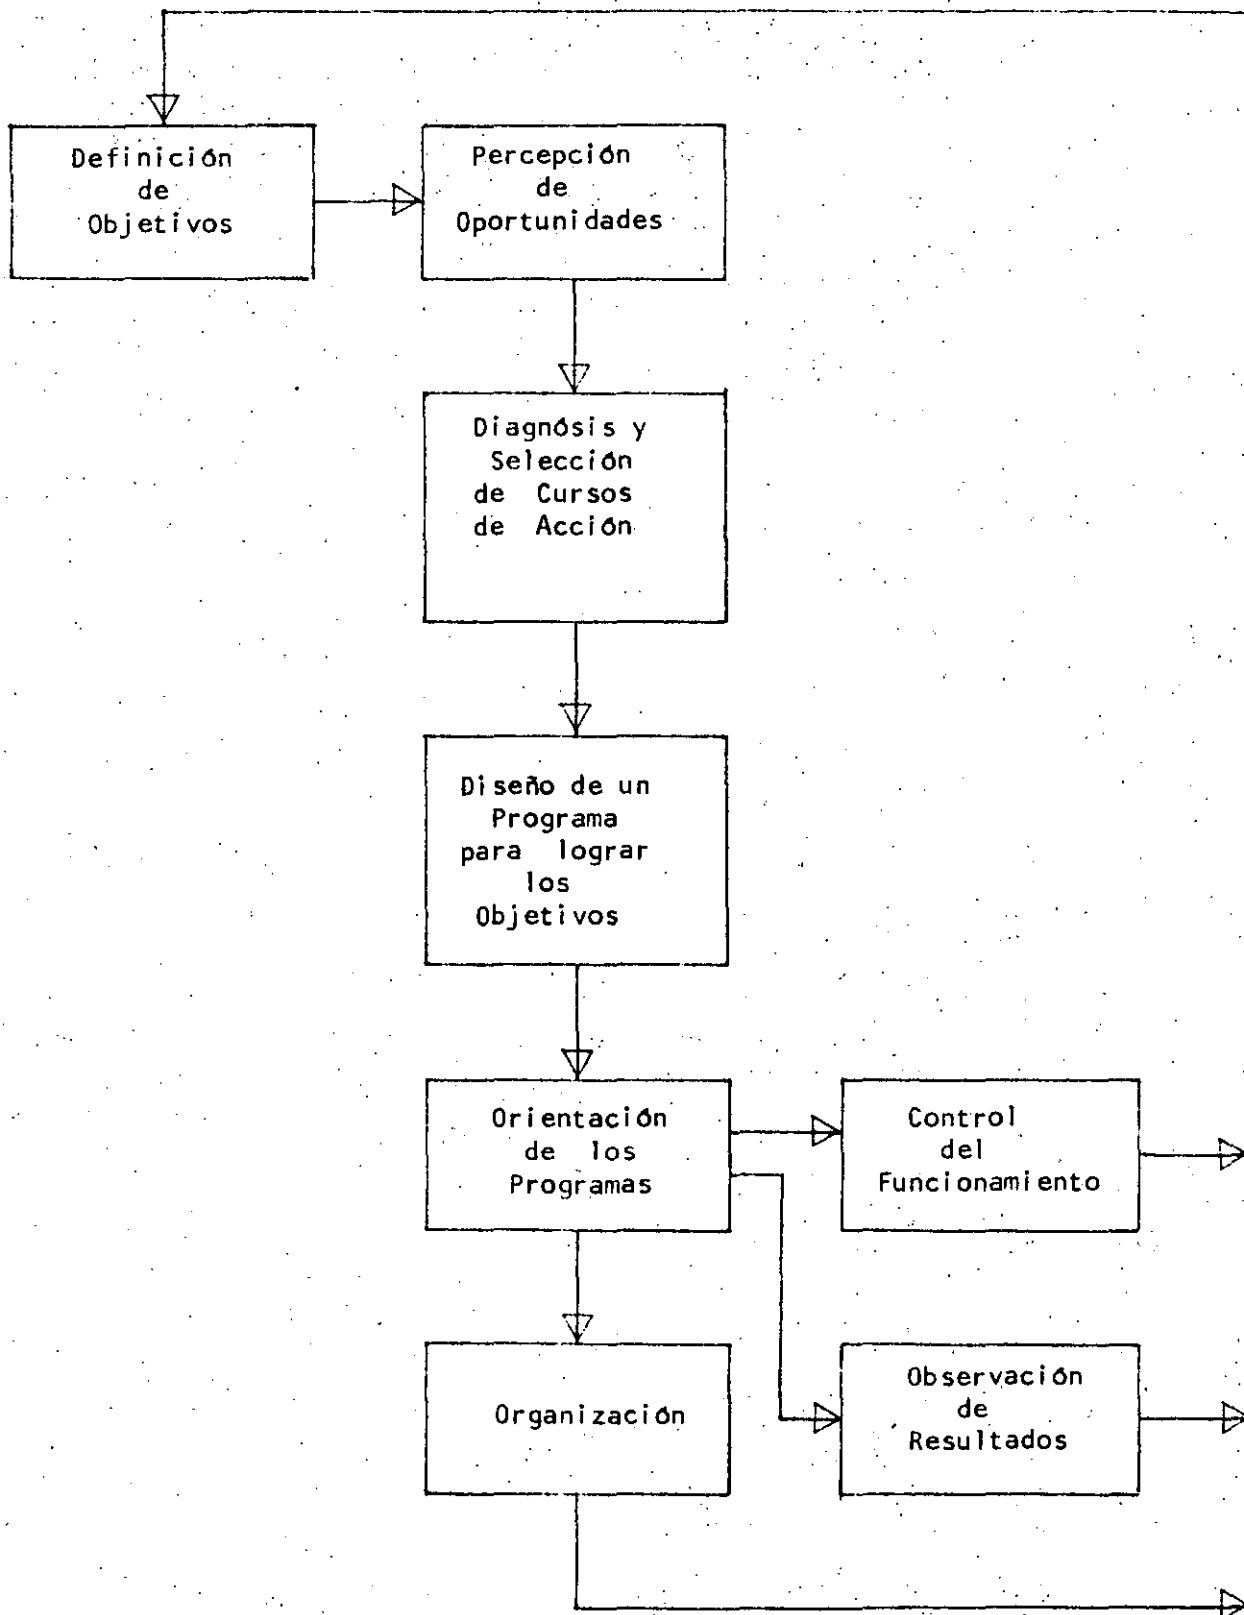 Definición
de
Objetivos
Percepción
de
Oportunidades
Diagnósis y
Selección
de Cursos
de Acción
Diseño de un
Programa
para lograr
los
Objetivos
Orientación
de los
Programas
Control
del
Funcionamiento
Organización
Observación
de
Resultados